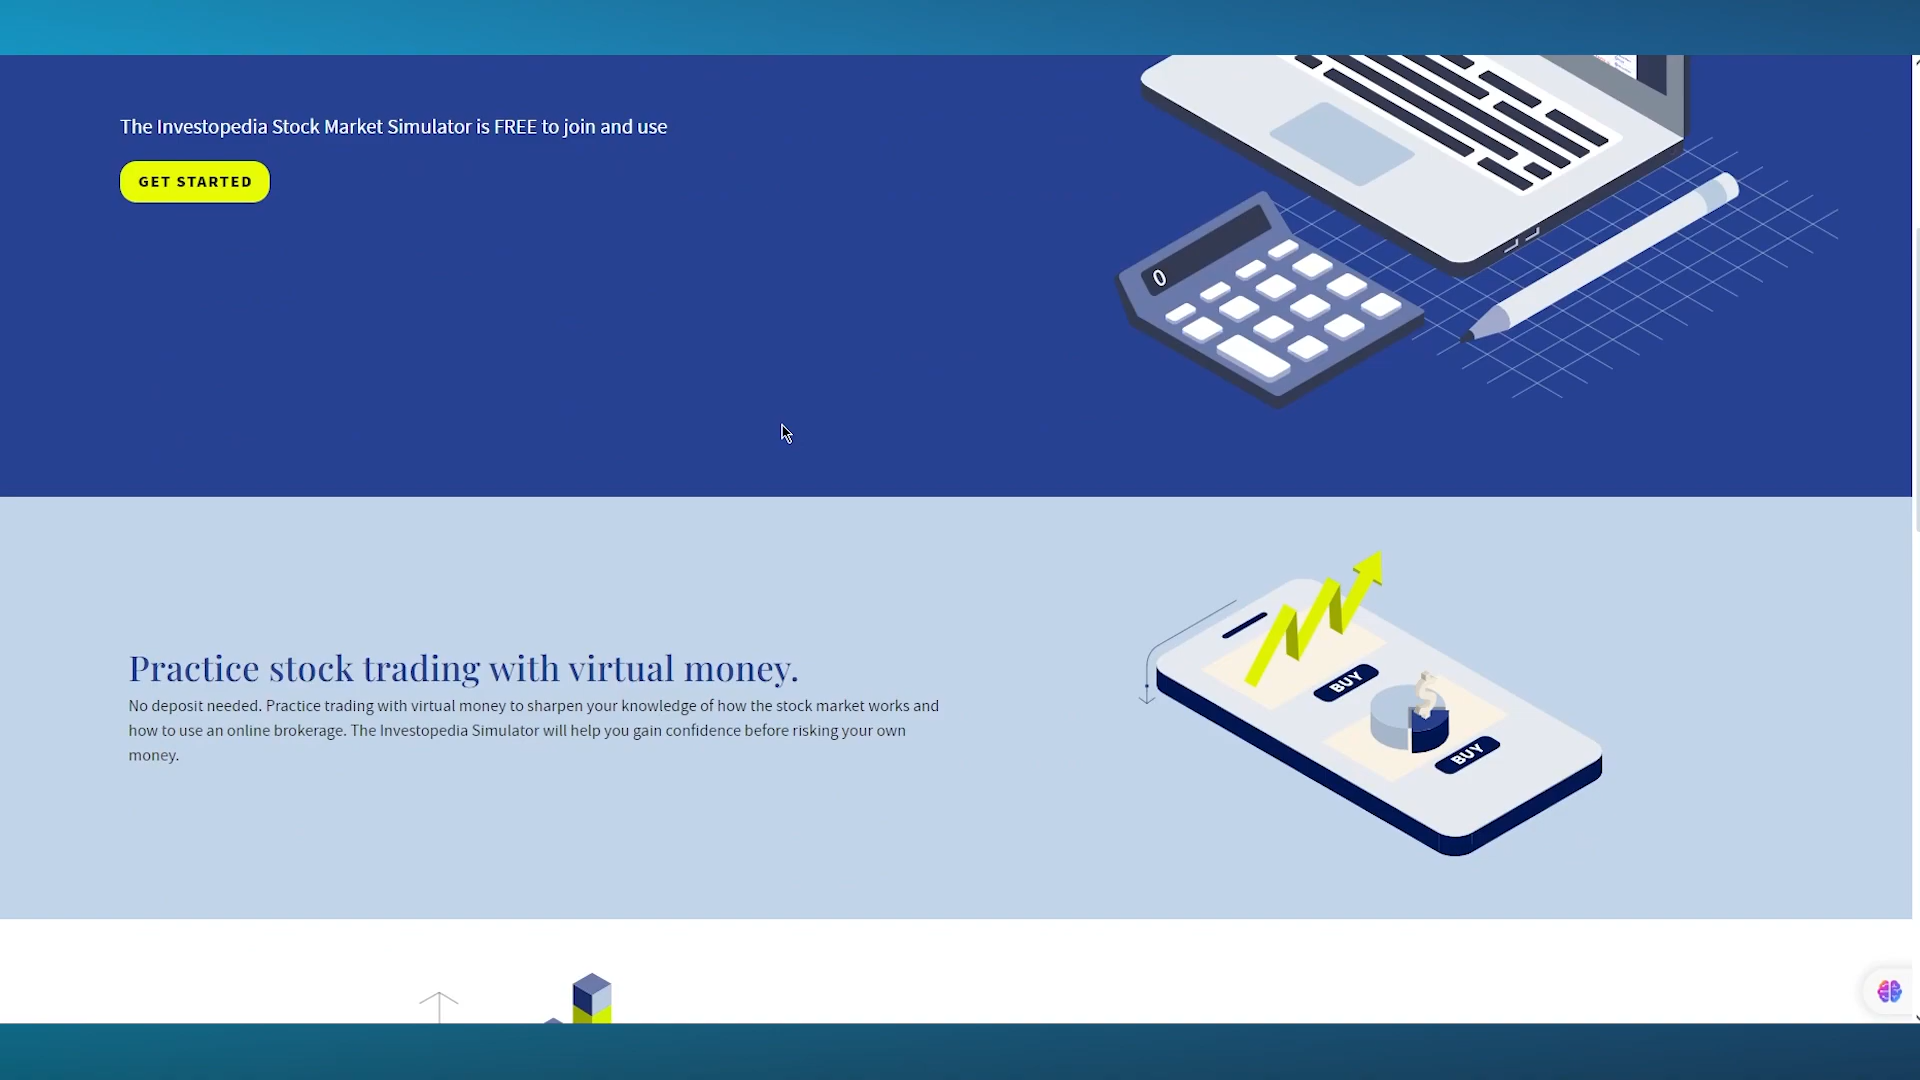 The Investopedia Stock Market Simulator is FREE to join and use
GET STARTED
0
Practice stock trading with virtual money.
No deposit needed. Practice trading with virtual money to sharpen your knowledge of how the stock market works and
how to use an online brokerage. The Investopedia Simulator will help you gain confidence before risking your own
money.
BUY
$
BUY